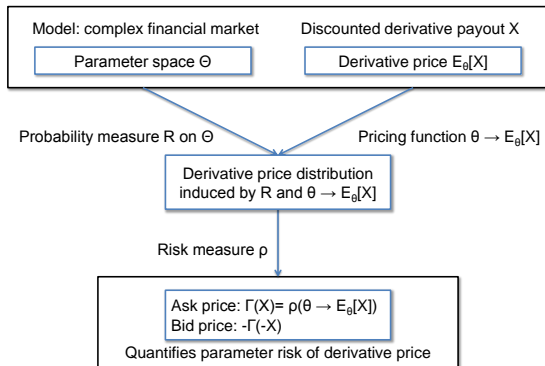 Model: complex financial market
Discounted derivative payout X
Parameter space Θ
Derivative price E_θ[X]
Probability measure R on Θ
Pricing function θ → E_θ[X]
Derivative price distribution
induced by R and θ → E_θ[X]
Risk measure ρ
Ask price: Γ(X)= ρ(θ → E_θ[X])
Bid price: -Γ(-X)
Quantifies parameter risk of derivative price